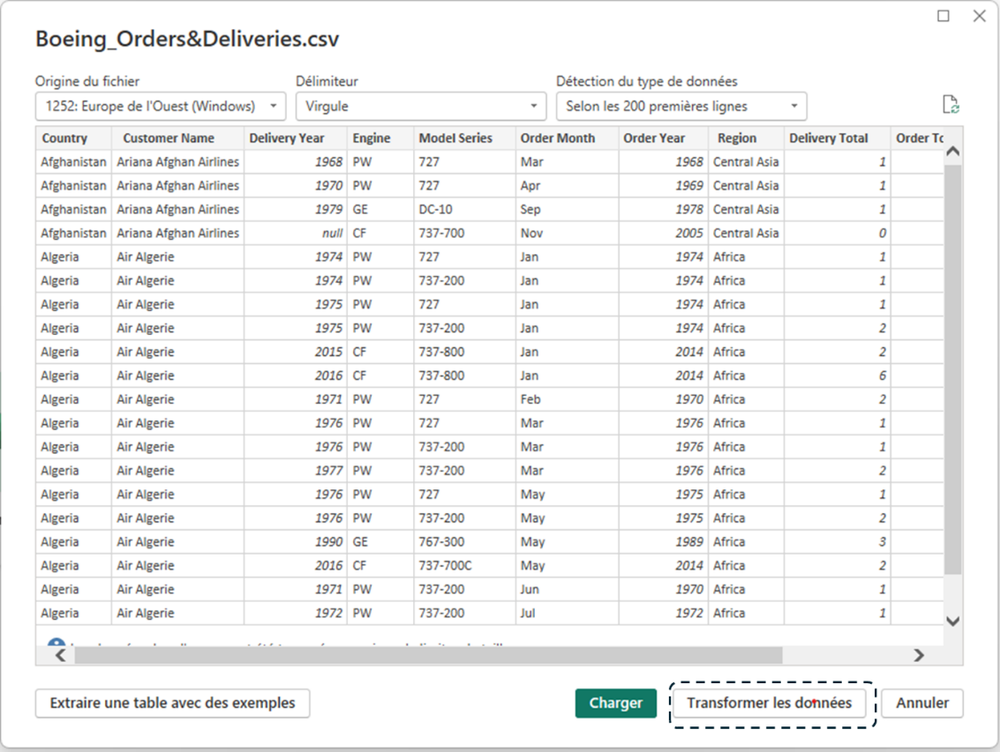 Boeing_Orders&Deliveries.csv
Origine du fichier Délimiteur Détection du type de données
1252: Europe de l'Ouest (Windows) Virgule Selon les 200 premières lignes
Country Customer Name Delivery Year Engine Model Series Order Month Order Year Region Delivery Total Order To
Afghanistan Ariana Afghan Airlines 1968 PW 727 Mar 1968 Central Asia 1
Afghanistan Ariana Afghan Airlines 1970 PW 727 Apr 1969 Central Asia 1
Afghanistan Ariana Afghan Airlines 1979 GE DC-10 Sep 1978 Central Asia 1
Afghanistan Ariana Afghan Airlines null CF 737-700 Nov 2005 Central Asia 0
Algeria Air Algerie 1974 PW 727 Jan 1974 Africa 1
Algeria Air Algerie 1974 PW 737-200 Jan 1974 Africa 1
Algeria Air Algerie 1975 PW 727 Jan 1974 Africa 1
Algeria Air Algerie 1975 PW 737-200 Jan 1974 Africa 2
Algeria Air Algerie 2015 CF 737-800 Jan 2014 Africa 2
Algeria Air Algerie 2016 CF 737-800 Jan 2014 Africa 6
Algeria Air Algerie 1971 PW 727 Feb 1970 Africa 2
Algeria Air Algerie 1976 PW 727 Mar 1976 Africa 1
Algeria Air Algerie 1976 PW 737-200 Mar 1976 Africa 1
Algeria Air Algerie 1977 PW 737-200 Mar 1976 Africa 2
Algeria Air Algerie 1976 PW 727 May 1975 Africa 1
Algeria Air Algerie 1976 PW 737-200 May 1975 Africa 2
Algeria Air Algerie 1990 GE 767-300 May 1989 Africa 3
Algeria Air Algerie 2016 CF 737-700C May 2014 Africa 2
Algeria Air Algerie 1971 PW 737-200 Jun 1970 Africa 1
Algeria Air Algerie 1972 PW 737-200 Jul 1972 Africa 1
Extraire une table avec des exemples Charger Transformer les données Annuler